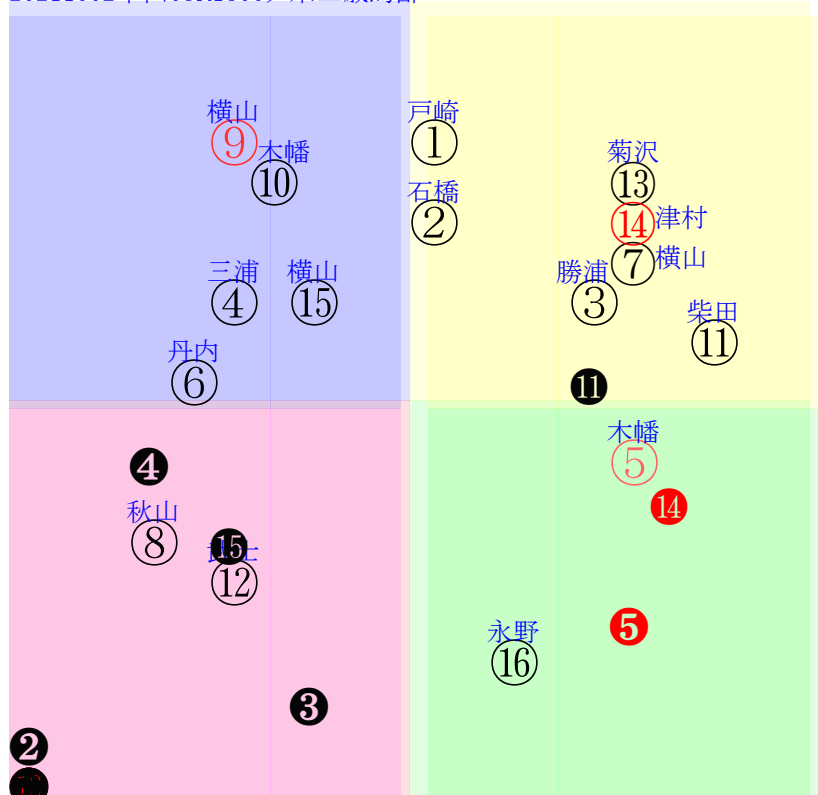 横山
戸崎
⑨
①
木幡
菊沢
⑩
⑬
石橋
②
⑭
津村
⑦
横山
三浦
横山
勝浦
④
⑮
③
柴田
⑪
丹内
⑥
⓫
木幡
⑤
❹
⓮
秋山
⑧
⓯
⑫
❺
永野
⑯
❸
❷